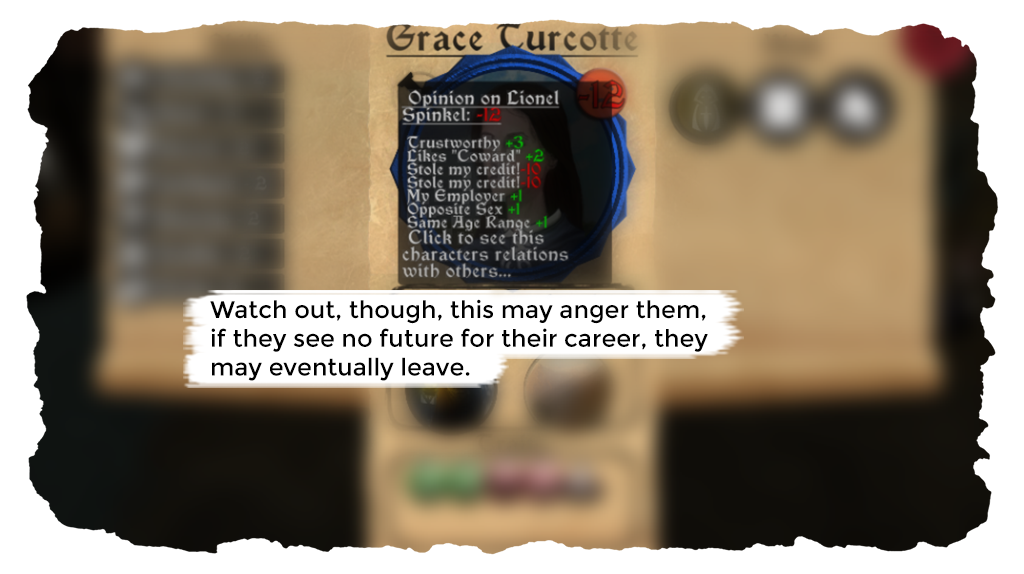 Grace Turcotte
-12
Opinion on Lionel
Spinkel: -12
Trustworthy +3
Likes "Coward" +2
Stole my credit! -10
Stole my credit! -10
My Employer +1
Opposite Sex +1
Same Age Range +1
Click to see this
characters relations
with others...
Watch out, though, this may anger them,
if they see no future for their career, they
may eventually leave.